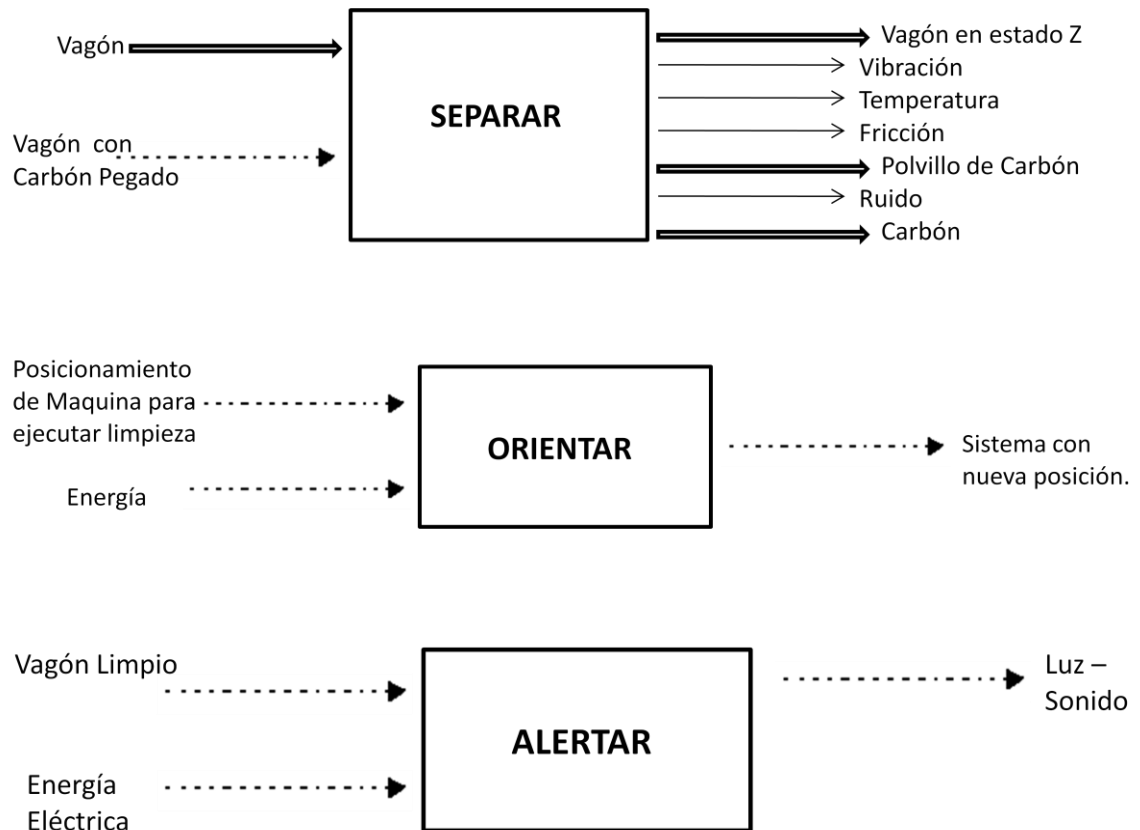 Vagón
Vagón con
Carbón Pegado
SEPARAR
Vagón en estado Z
Vibración
Temperatura
Fricción
Polvillo de Carbón
Ruido
Carbón
Posicionamiento
de Maquina para
ejecutar limpieza
Energía
ORIENTAR
Sistema con
nueva posición.
Vagón Limpio
Energía
Eléctrica
ALERTAR
Luz –
Sonido